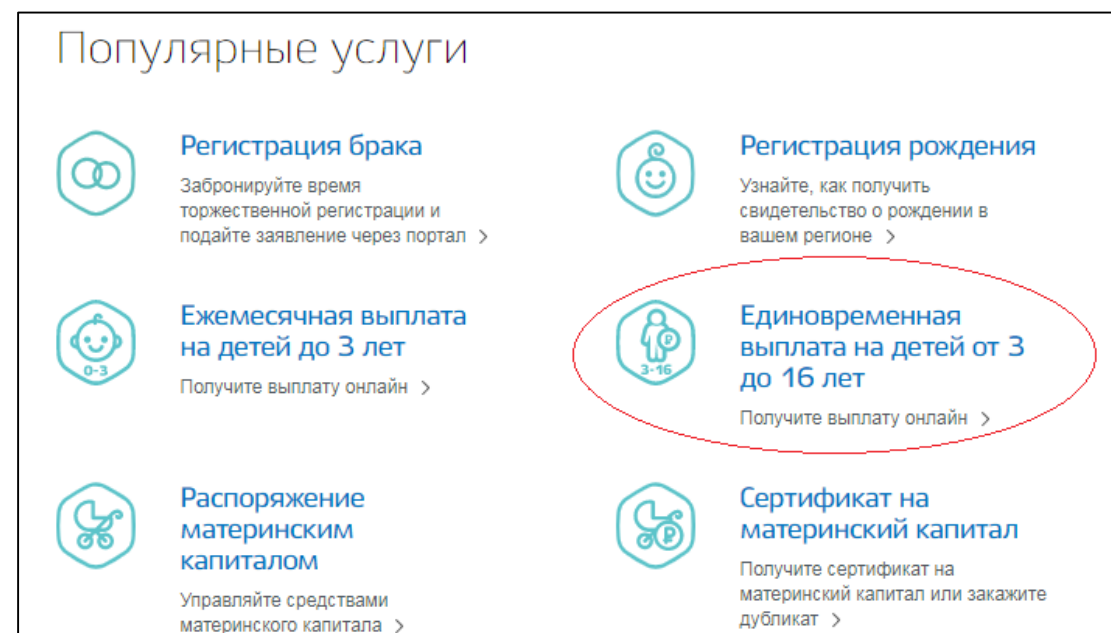 Популярные услуги
Регистрация брака
Забронируйте время
торжественной регистрации и
подайте заявление через портал >
Регистрация рождения
Узнайте, как получить
свидетельство о рождении в
вашем регионе >
0-3
Ежемесячная выплата
на детей до 3 лет
Получите выплату онлайн >
₽
3-16
Единовременная
выплата на детей от 3
до 16 лет
Получите выплату онлайн >
Распоряжение
материнским
капиталом
Управляйте средствами
материнского капитала >
₽
Сертификат на
материнский капитал
Получите сертификат на
материнский капитал или закажите
дубликат >